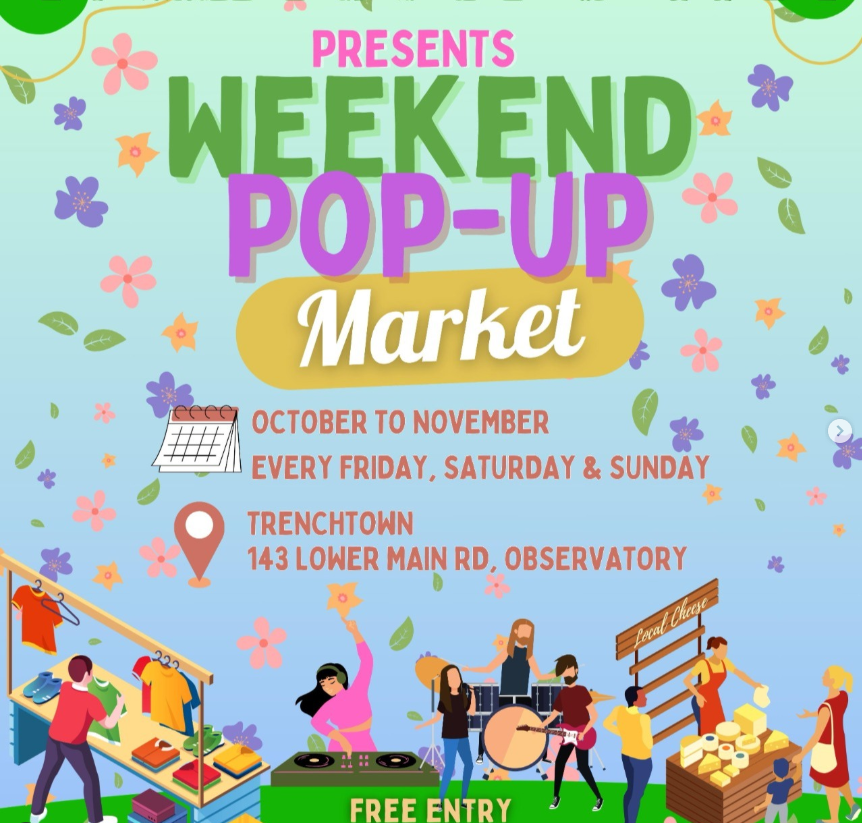 PRESENTS
WEEKEND
POP-UP
Market
OCTOBER TO NOVEMBER
EVERY FRIDAY, SATURDAY & SUNDAY
TRENCHTOWN
143 LOWER MAIN RD, OBSERVATORY
Local Cheese
FREE ENTRY